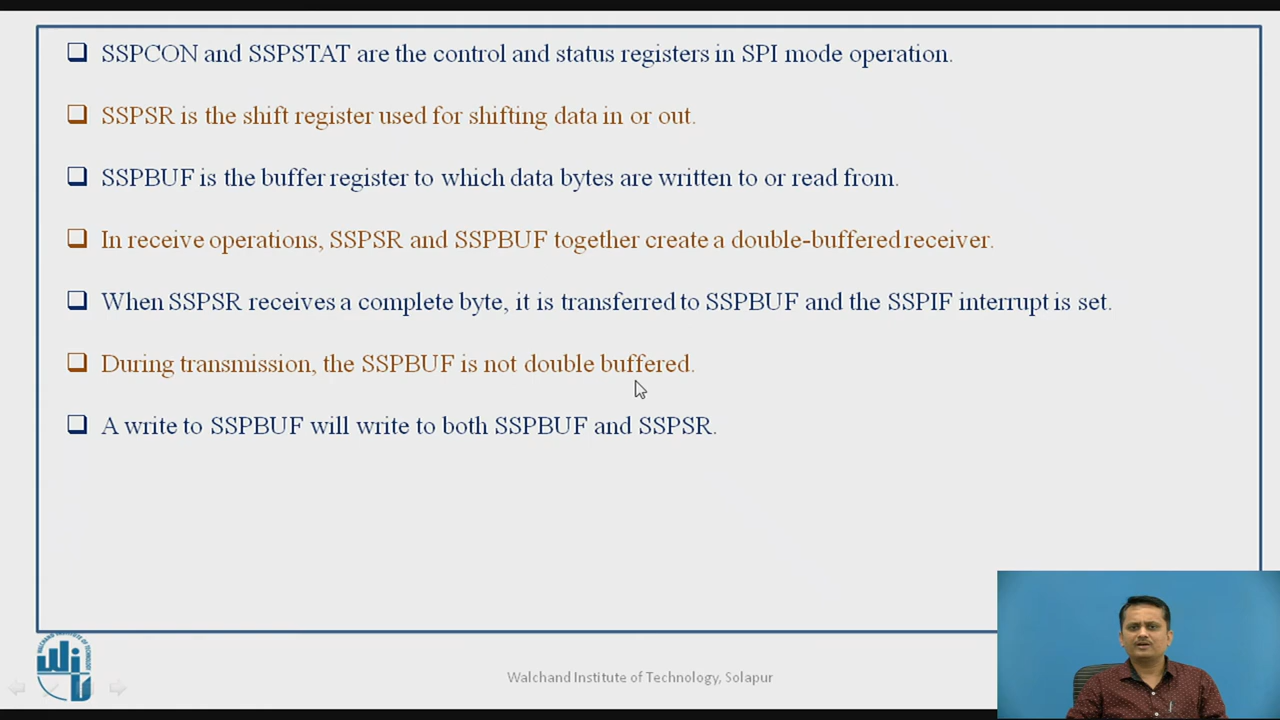 SSPCON and SSPSTAT are the control and status registers in SPI mode operation.
SSPSR is the shift register used for shifting data in or out.
SSPBUF is the buffer register to which data bytes are written to or read from.
In receive operations, SSPSR and SSPBUF together create a double-buffered receiver.
When SSPSR receives a complete byte, it is transferred to SSPBUF and the SSPIF interrupt is set.
During transmission, the SSPBUF is not double buffered.
A write to SSPBUF will write to both SSPBUF and SSPSR.
Walchand Institute of Technology, Solapur